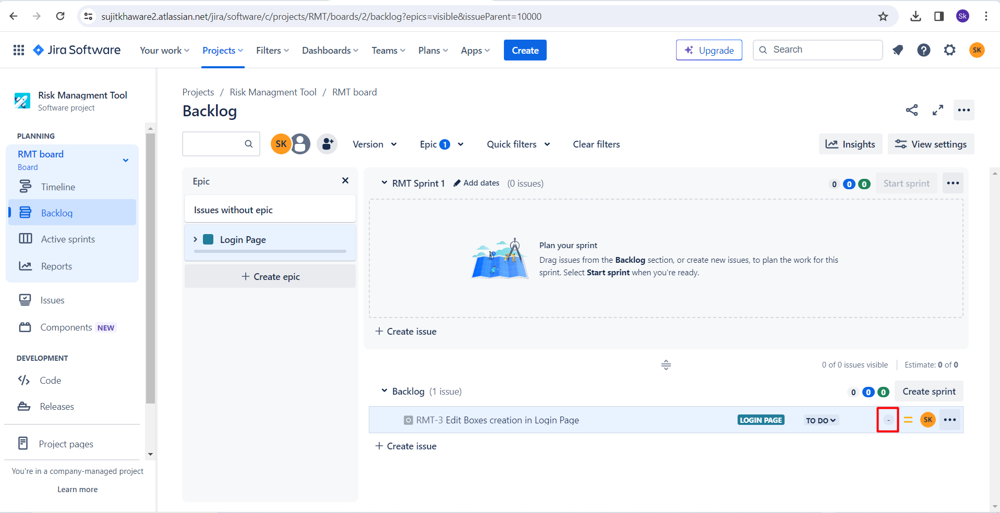 sujitkhaware2.atlassian.net/jira/software/c/projects/RMT/boards/2/backlog?epics=visible&issueParent=10000
Sk
Jira Software
Your work
Projects
Filters
Dashboards
Teams
Plans
Apps
Create
Upgrade
Search
SK
Risk Managment Tool
Software project
PLANNING
RMT board
Board
Timeline
Backlog
Active sprints
Reports
Issues
Components NEW
DEVELOPMENT
Code
Releases
Project pages
You're in a company-managed project
Learn more
Projects / Risk Managment Tool / RMT board
Backlog
SK
Version
Epic 1
Quick filters
Clear filters
Insights
View settings
Epic
Issues without epic
Login Page
+ Create epic
RMT Sprint 1 Add dates (0 issues)
0 0 0 Start sprint
Plan your sprint
Drag issues from the Backlog section, or create new issues, to plan the work for this
sprint. Select Start sprint when you're ready.
+ Create issue
0 of 0 issues visible
Estimate: 0 of 0
Backlog (1 issue)
0 0 0 Create sprint
RMT-3 Edit Boxes creation in Login Page LOGIN PAGE TO DO - SK
+ Create issue